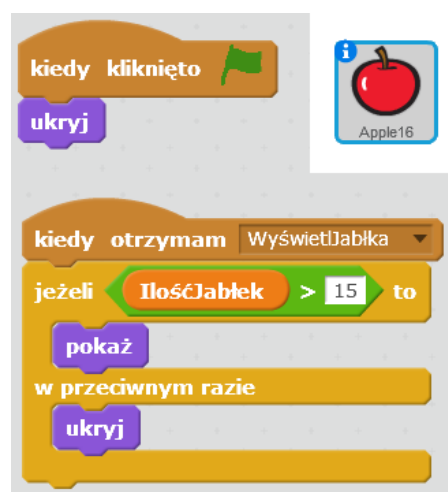 kiedy kliknięto
ukryj
Apple16
kiedy otrzymam WyświetlJabłka
jeżeli IlośćJabłek > 15 to
pokaż
w przeciwnym razie
ukryj